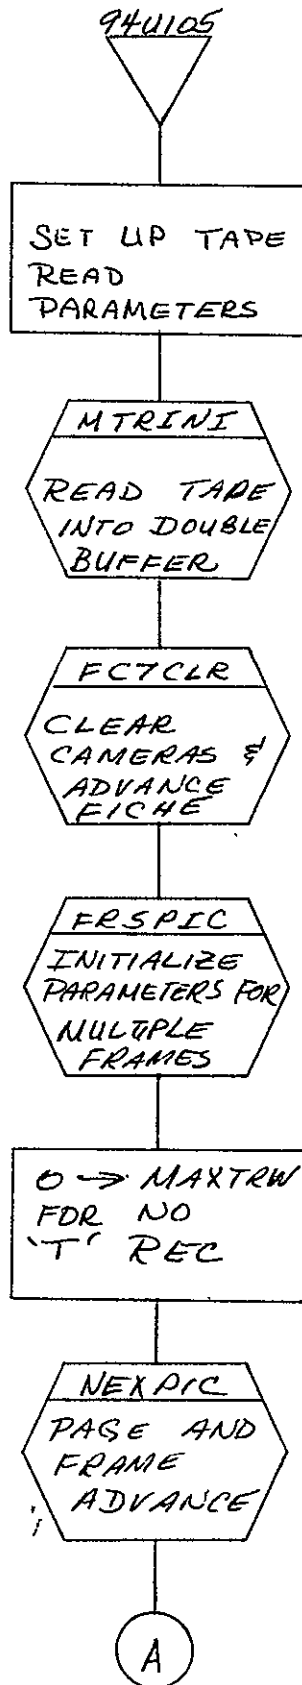 94U105
SET UP TAPE
READ
PARAMETERS
MTRINI
READ TAPE
INTO DOUBLE
BUFFER
FC7CLR
CLEAR
CAMERAS &
ADVANCE
FICHE
FRSPIC
INITIALIZE
PARAMETERS FOR
MULTIPLE
FRAMES
0 → MAXTRW
FOR NO
'T' REC
NEXPIC
PAGE AND
FRAME
ADVANCE
A